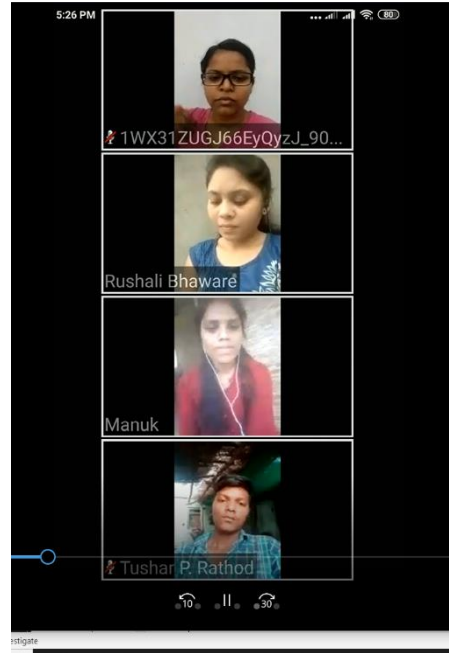 5:26 PM 80
1WX31ZUGJ66EyQyzJ_90...
Rushali Bhaware
Manuk
Tushar P. Rathod
10 30
estigate